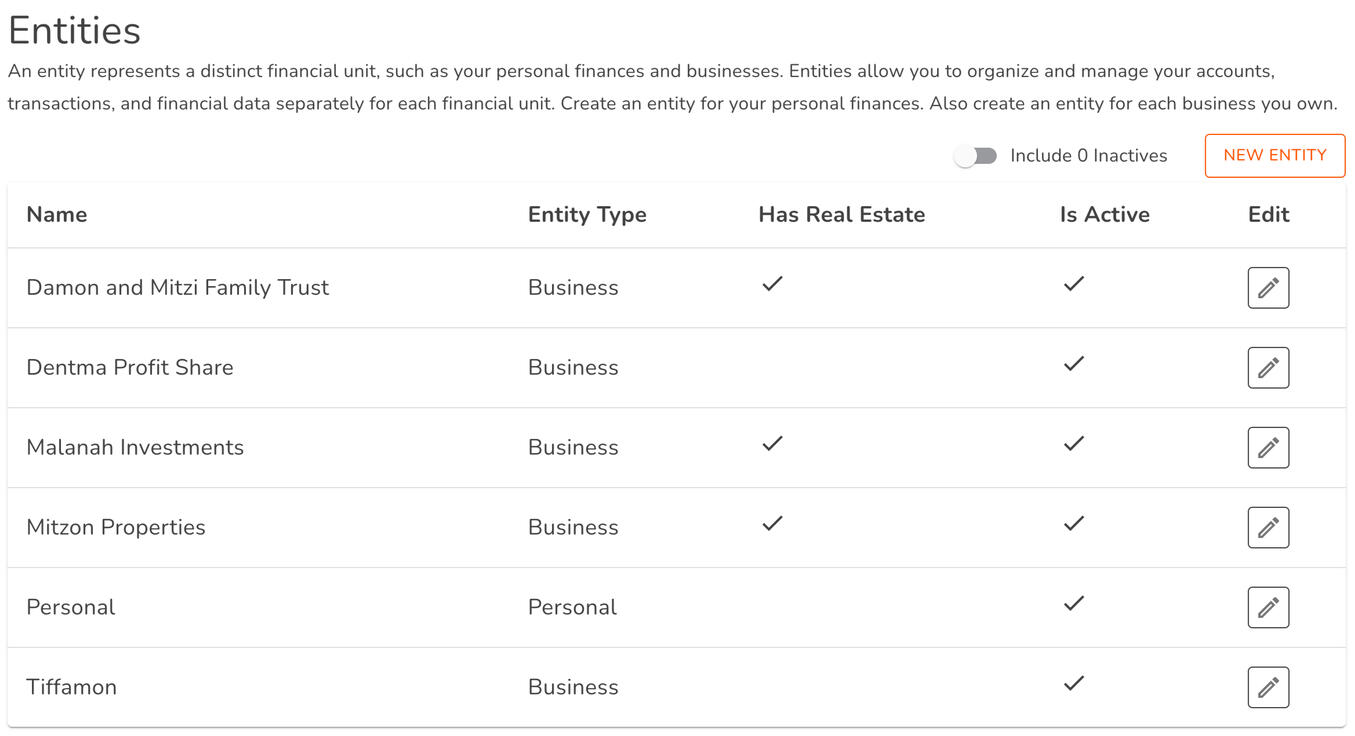 Entities
An entity represents a distinct financial unit, such as your personal finances and businesses. Entities allow you to organize and manage your accounts,
transactions, and financial data separately for each financial unit. Create an entity for your personal finances. Also create an entity for each business you own.
Include 0 Inactives NEW ENTITY
Name Entity Type Has Real Estate Is Active Edit
Damon and Mitzi Family Trust Business
Dentma Profit Share Business
Malanah Investments Business
Mitzon Properties Business
Personal Personal
Tiffamon Business